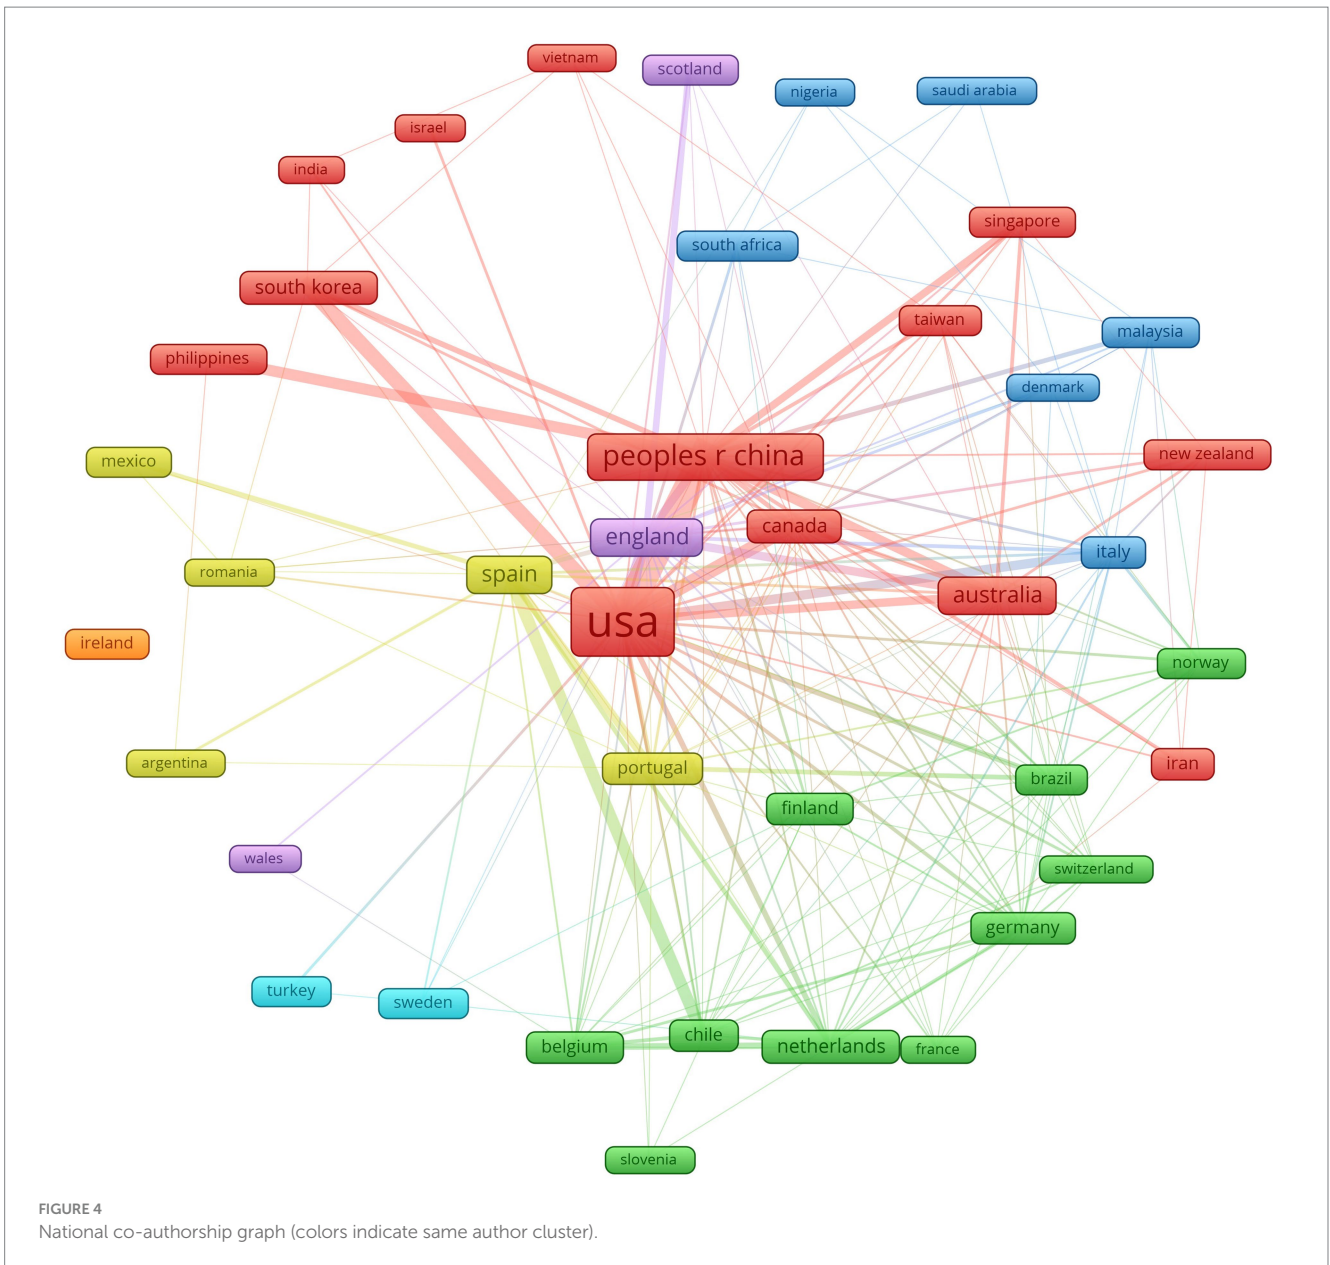 vietnam
scotland
nigeria
saudi arabia
israel
india
singapore
south africa
south korea
taiwan
malaysia
philippines
denmark
mexico
peoples r china
new zealand
england
canada
italy
romania
spain
australia
usa
ireland
norway
argentina
portugal
brazil
iran
finland
wales
switzerland
germany
turkey
sweden
belgium
chile
netherlands
france
slovenia
FIGURE 4
National co-authorship graph (colors indicate same author cluster).